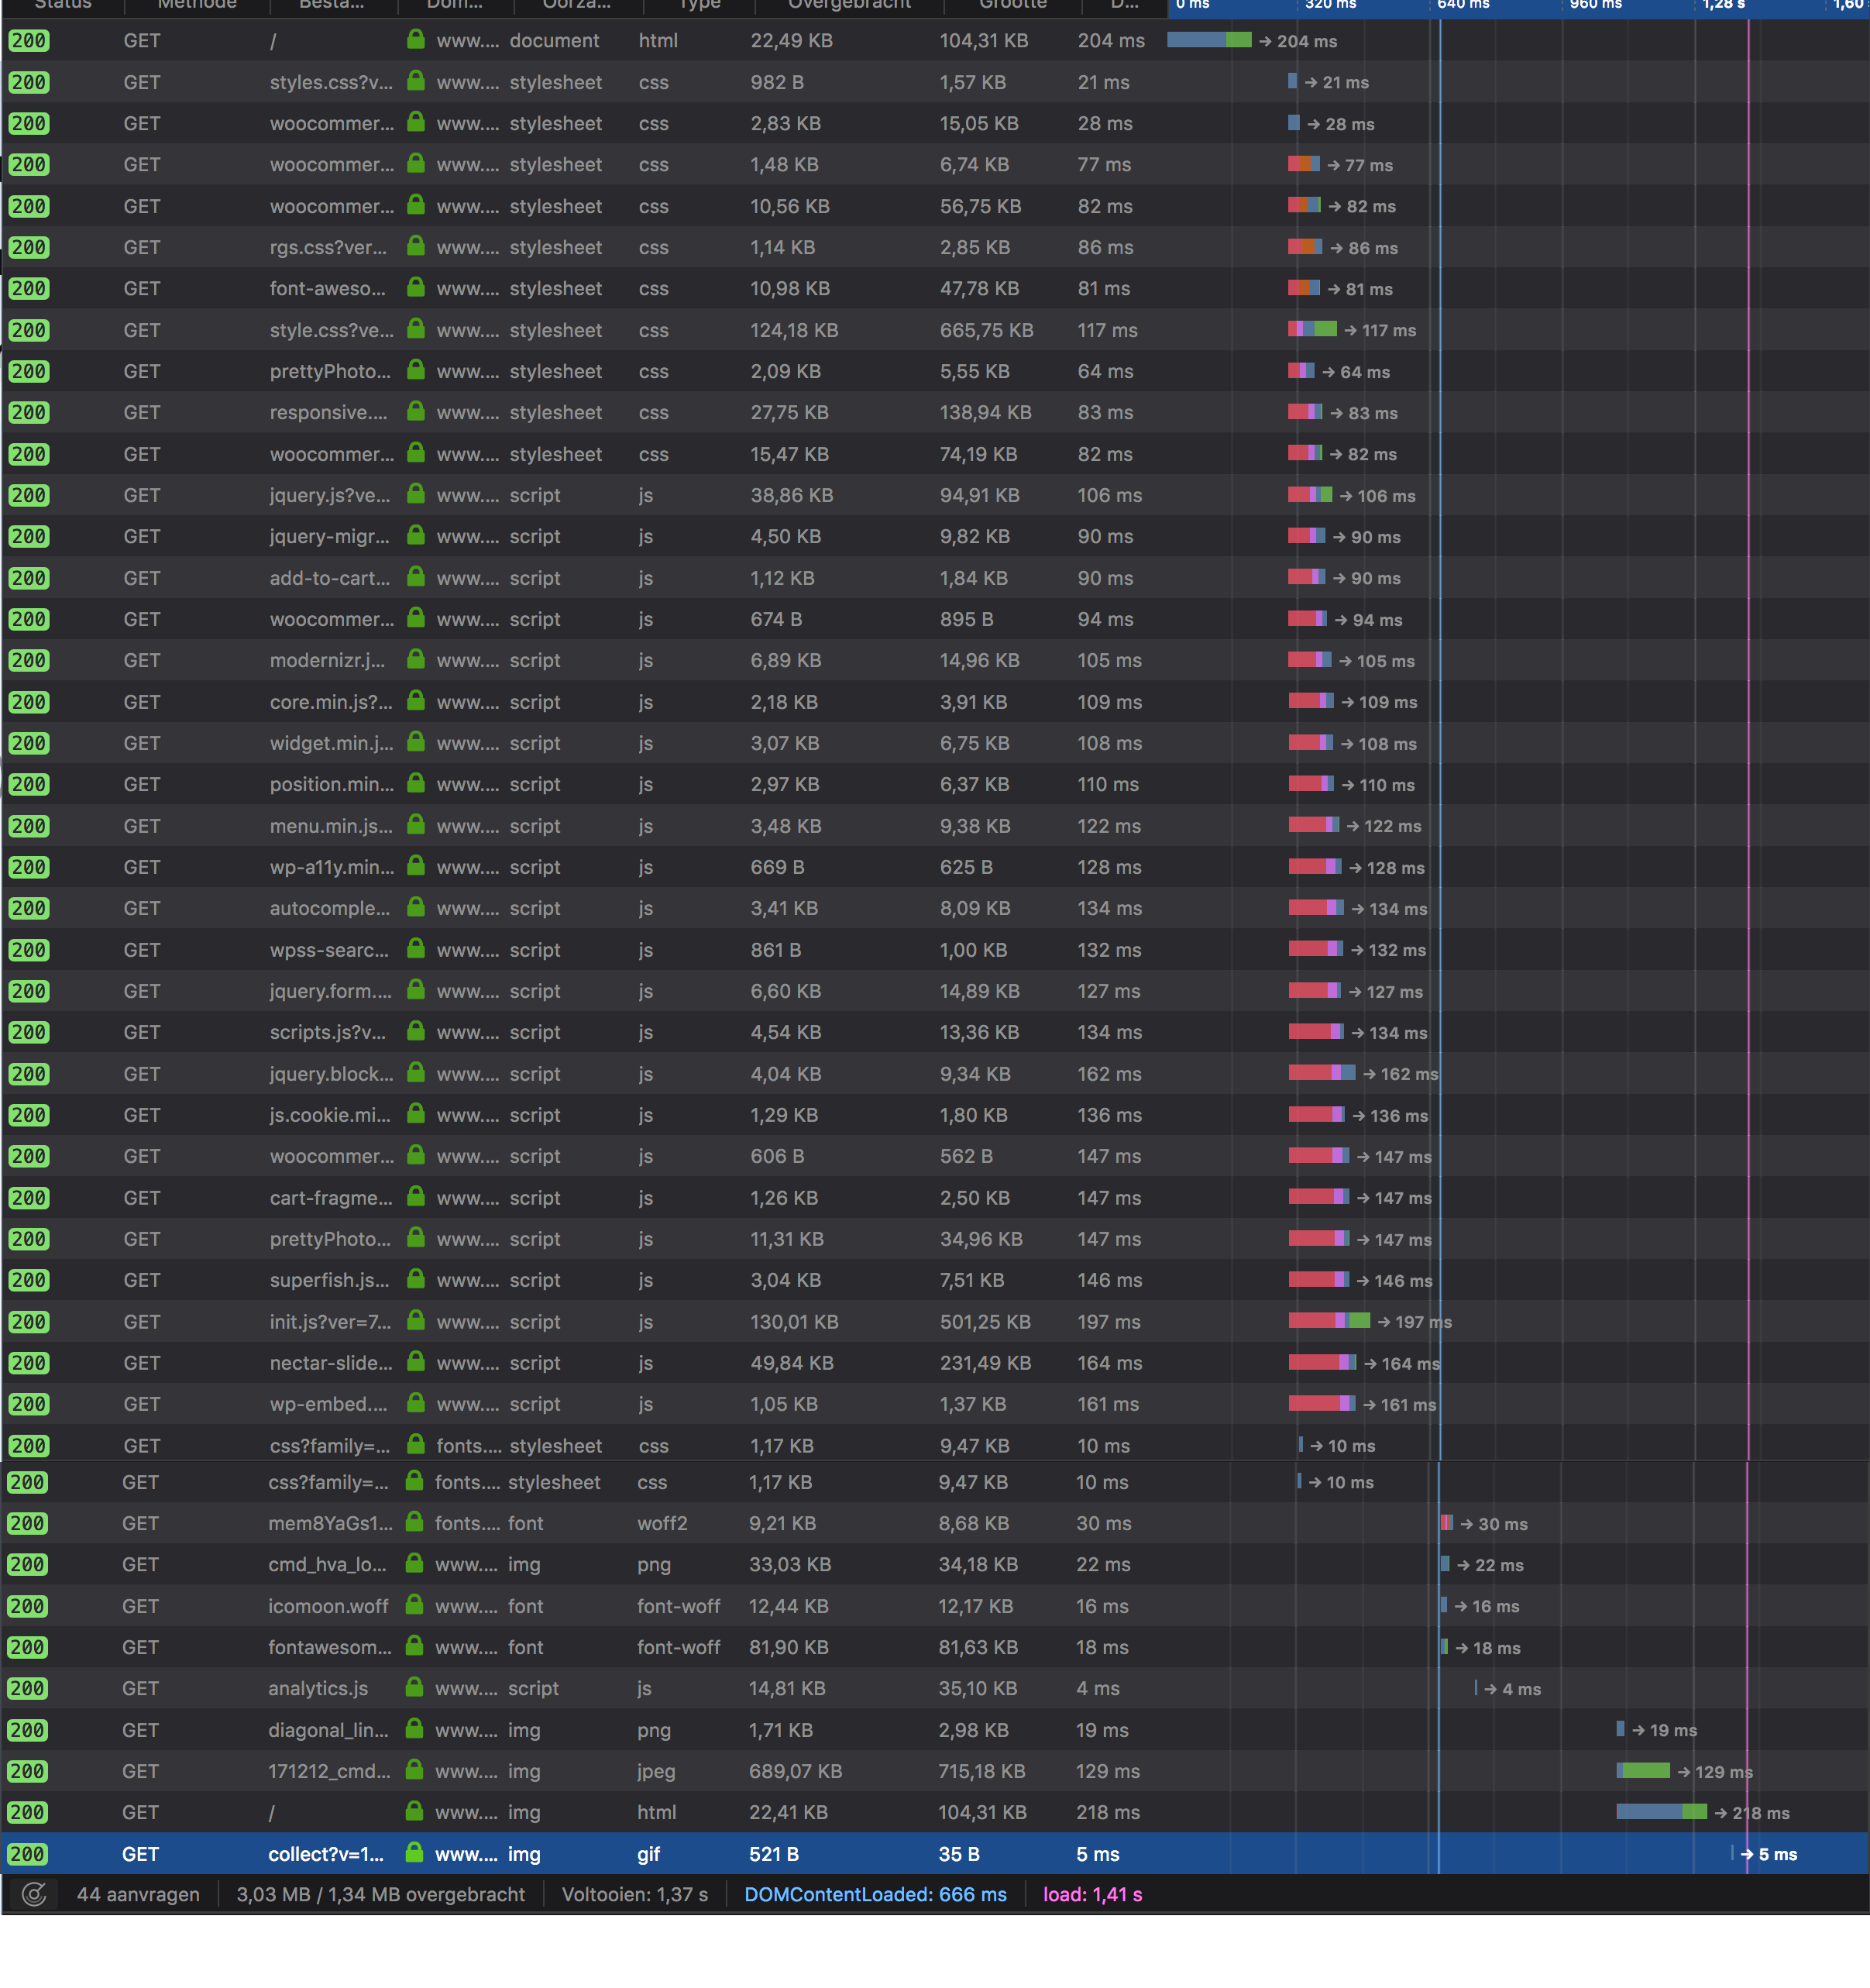 Status Methode Besta... Dom... Oorza... Type Overgebracht Grootte D... 0 ms 320 ms 640 ms 960 ms 1,28 s 1,60
200 GET / www.... document html 22,49 KB 104,31 KB 204 ms → 204 ms
200 GET styles.css?v... www.... stylesheet css 982 B 1,57 KB 21 ms → 21 ms
200 GET woocommer... www.... stylesheet css 2,83 KB 15,05 KB 28 ms → 28 ms
200 GET woocommer... www.... stylesheet css 1,48 KB 6,74 KB 77 ms → 77 ms
200 GET woocommer... www.... stylesheet css 10,56 KB 56,75 KB 82 ms → 82 ms
200 GET rgs.css?ver... www.... stylesheet css 1,14 KB 2,85 KB 86 ms → 86 ms
200 GET font-aweso... www.... stylesheet css 10,98 KB 47,78 KB 81 ms → 81 ms
200 GET style.css?ve... www.... stylesheet css 124,18 KB 665,75 KB 117 ms → 117 ms
200 GET prettyPhoto... www.... stylesheet css 2,09 KB 5,55 KB 64 ms → 64 ms
200 GET responsive.... www.... stylesheet css 27,75 KB 138,94 KB 83 ms → 83 ms
200 GET woocommer... www.... stylesheet css 15,47 KB 74,19 KB 82 ms → 82 ms
200 GET jquery.js?ve... www.... script js 38,86 KB 94,91 KB 106 ms → 106 ms
200 GET jquery-migr... www.... script js 4,50 KB 9,82 KB 90 ms → 90 ms
200 GET add-to-cart... www.... script js 1,12 KB 1,84 KB 90 ms → 90 ms
200 GET woocommer... www.... script js 674 B 895 B 94 ms → 94 ms
200 GET modernizr.j... www.... script js 6,89 KB 14,96 KB 105 ms → 105 ms
200 GET core.min.js?... www.... script js 2,18 KB 3,91 KB 109 ms → 109 ms
200 GET widget.min.j... www.... script js 3,07 KB 6,75 KB 108 ms → 108 ms
200 GET position.min... www.... script js 2,97 KB 6,37 KB 110 ms → 110 ms
200 GET menu.min.js... www.... script js 3,48 KB 9,38 KB 122 ms → 122 ms
200 GET wp-a11y.min... www.... script js 669 B 625 B 128 ms → 128 ms
200 GET autocomple... www.... script js 3,41 KB 8,09 KB 134 ms → 134 ms
200 GET wpss-searc... www.... script js 861 B 1,00 KB 132 ms → 132 ms
200 GET jquery.form.... www.... script js 6,60 KB 14,89 KB 127 ms → 127 ms
200 GET scripts.js?v... www.... script js 4,54 KB 13,36 KB 134 ms → 134 ms
200 GET jquery.block... www.... script js 4,04 KB 9,34 KB 162 ms → 162 ms
200 GET js.cookie.mi... www.... script js 1,29 KB 1,80 KB 136 ms → 136 ms
200 GET woocommer... www.... script js 606 B 562 B 147 ms → 147 ms
200 GET cart-fragme... www.... script js 1,26 KB 2,50 KB 147 ms → 147 ms
200 GET prettyPhoto... www.... script js 11,31 KB 34,96 KB 147 ms → 147 ms
200 GET superfish.js... www.... script js 3,04 KB 7,51 KB 146 ms → 146 ms
200 GET init.js?ver=7... www.... script js 130,01 KB 501,25 KB 197 ms → 197 ms
200 GET nectar-slide... www.... script js 49,84 KB 231,49 KB 164 ms → 164 ms
200 GET wp-embed.... www.... script js 1,05 KB 1,37 KB 161 ms → 161 ms
200 GET css?family=... fonts.... stylesheet css 1,17 KB 9,47 KB 10 ms → 10 ms
200 GET css?family=... fonts.... stylesheet css 1,17 KB 9,47 KB 10 ms → 10 ms
200 GET mem8YaGs1... fonts.... font woff2 9,21 KB 8,68 KB 30 ms → 30 ms
200 GET cmd_hva_lo... www.... img png 33,03 KB 34,18 KB 22 ms → 22 ms
200 GET icomoon.woff www.... font font-woff 12,44 KB 12,17 KB 16 ms → 16 ms
200 GET fontawesom... www.... font font-woff 81,90 KB 81,63 KB 18 ms → 18 ms
200 GET analytics.js www.... script js 14,81 KB 35,10 KB 4 ms → 4 ms
200 GET diagonal_lin... www.... img png 1,71 KB 2,98 KB 19 ms → 19 ms
200 GET 171212_cmd... www.... img jpeg 689,07 KB 715,18 KB 129 ms → 129 ms
200 GET / www.... img html 22,41 KB 104,31 KB 218 ms → 218 ms
200 GET collect?v=1... www.... img gif 521 B 35 B 5 ms → 5 ms
44 aanvragen 3,03 MB / 1,34 MB overgebracht Voltooien: 1,37 s DOMContentLoaded: 666 ms load: 1,41 s